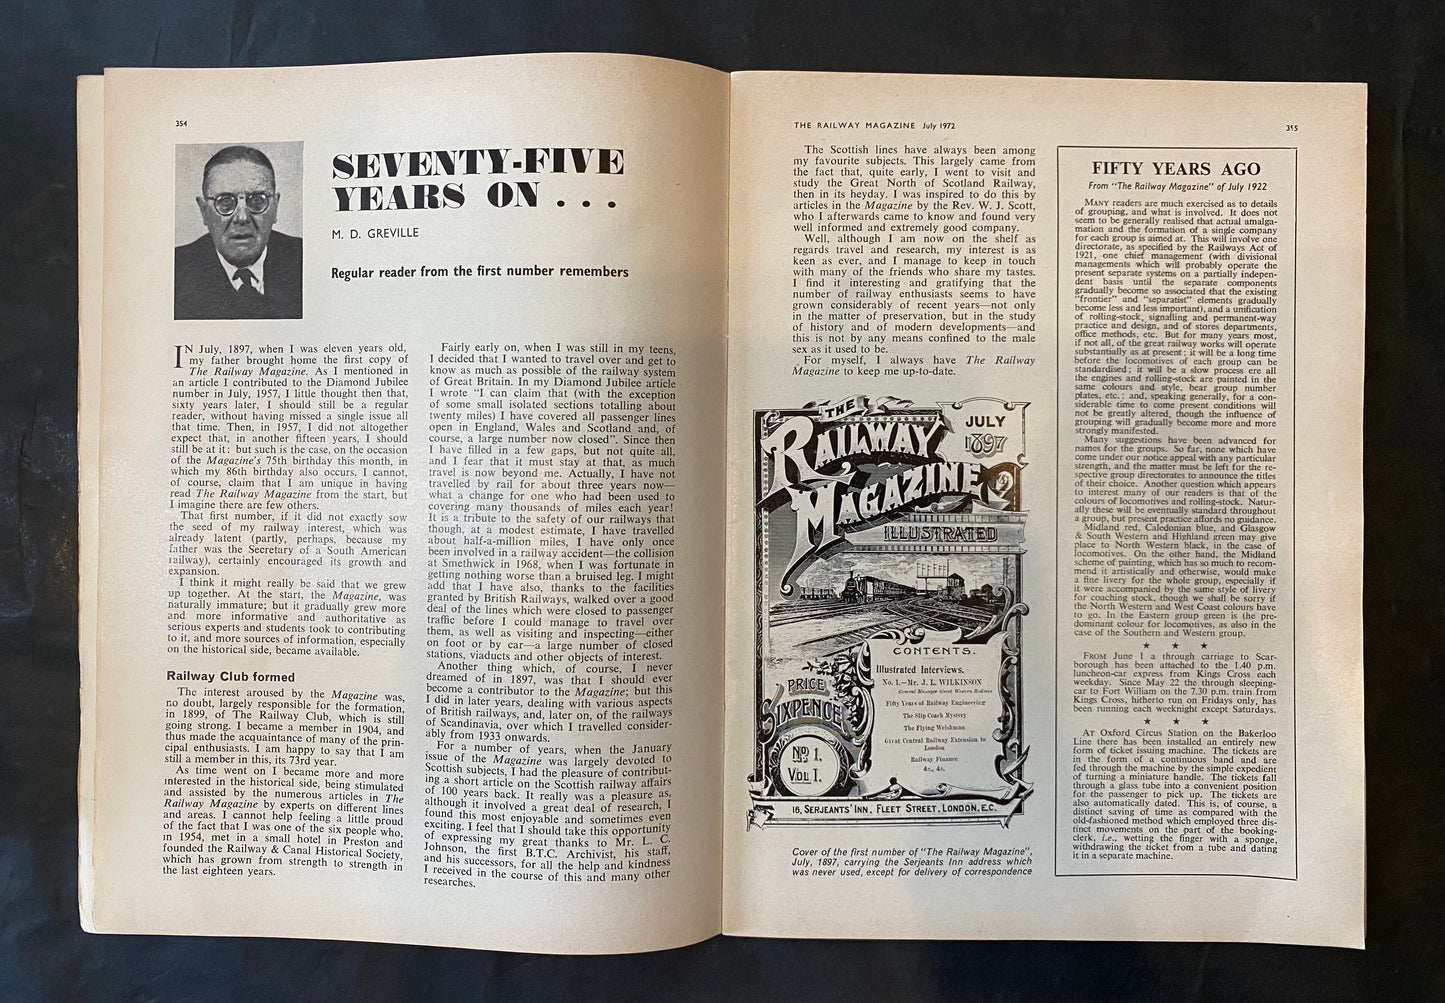 354
SEVENTY-FIVE
YEARS ON . . .
M. D. GREVILLE
Regular reader from the first number remembers
IN July, 1897, when I was eleven years old,
my father brought home the first copy of
The Railway Magazine. As I mentioned in
an article I contributed to the Diamond Jubilee
number in July, 1957, I little thought then that,
sixty years later, I should still be a regular
reader, without having missed a single issue all
that time. Then, in 1957, I did not altogether
expect that, in another fifteen years, I should
still be at it: but such is the case, on the occasion
of the Magazine's 75th birthday this month, in
which my 86th birthday also occurs. I cannot,
of course, claim that I am unique in having
read The Railway Magazine from the start, but
I imagine there are few others.
That first number, if it did not exactly sow
the seed of my railway interest, which was
already latent (partly, perhaps, because my
father was the Secretary of a South American
railway), certainly encouraged its growth and
expansion.
I think it might really be said that we grew
up together. At the start, the Magazine, was
naturally immature; but it gradually grew more
and more informative and authoritative as
serious experts and students took to contributing
to it, and more sources of information, especially
on the historical side, became available.
Railway Club formed
The interest aroused by the Magazine was,
no doubt, largely responsible for the formation,
in 1899, of The Railway Club, which is still
going strong. I became a member in 1904, and
thus made the acquaintance of many of the prin-
cipal enthusiasts. I am happy to say that I am
still a member in this, its 73rd year.
As time went on I became more and more
interested in the historical side, being stimulated
and assisted by the numerous articles in The
Railway Magazine by experts on different lines
and areas. I cannot help feeling a little proud
of the fact that I was one of the six people who,
in 1954, met in a small hotel in Preston and
founded the Railway & Canal Historical Society,
which has grown from strength to strength in
the last eighteen years.
Fairly early on, when I was still in my teens,
I decided that I wanted to travel over and get to
know as much as possible of the railway system
of Great Britain. In my Diamond Jubilee article
I wrote "I can claim that (with the exception
of some small isolated sections totalling about
twenty miles) I have covered all passenger lines
open in England, Wales and Scotland and, of
course, a large number now closed". Since then
I have filled in a few gaps, but not quite all,
and I fear that it must stay at that, as much
travel is now beyond me. Actually, I have not
travelled by rail for about three years now—
what a change for one who had been used to
covering many thousands of miles each year!
It is a tribute to the safety of our railways that
though, at a modest estimate, I have travelled
about half-a-million miles, I have only once
been involved in a railway accident—the collision
at Smethwick in 1968, when I was fortunate in
getting nothing worse than a bruised leg. I might
add that I have also, thanks to the facilities
granted by British Railways, walked over a good
deal of the lines which were closed to passenger
traffic before I could manage to travel over
them, as well as visiting and inspecting—either
on foot or by car—a large number of closed
stations, viaducts and other objects of interest.
Another thing which, of course, I never
dreamed of in 1897, was that I should ever
become a contributor to the Magazine; but this
I did in later years, dealing with various aspects
of British railways, and, later on, of the railways
of Scandinavia, over which I travelled consider-
ably from 1933 onwards.
For a number of years, when the January
issue of the Magazine was largely devoted to
Scottish subjects, I had the pleasure of contribut-
ing a short article on the Scottish railway affairs
of 100 years back. It really was a pleasure as,
although it involved a great deal of research, I
found this most enjoyable and sometimes even
exciting. I feel that I should take this opportunity
of expressing my great thanks to Mr. L. C.
Johnson, the first B.T.C. Archivist, his staff,
and his successors, for all the help and kindness
I received in the course of this and many other
researches.
THE RAILWAY MAGAZINE July 1972
355
The Scottish lines have always been among
my favourite subjects. This largely came from
the fact that, quite early, I went to visit and
study the Great North of Scotland Railway,
then in its heyday. I was inspired to do this by
articles in the Magazine by the Rev. W. J. Scott,
who I afterwards came to know and found very
well informed and extremely good company.
Well, although I am now on the shelf as
regards travel and research, my interest is as
keen as ever, and I manage to keep in touch
with many of the friends who share my tastes.
I find it interesting and gratifying that the
number of railway enthusiasts seems to have
grown considerably of recent years—not only
in the matter of preservation, but in the study
of history and of modern developments—and
this is not by any means confined to the male
sex as it used to be.
For myself, I always have The Railway
Magazine to keep me up-to-date.
THE
RAILWAY
MAGAZINE
JULY
1897
ILLUSTRATED
CONTENTS.
Illustrated Interviews.
No. 1.—Mr. J. L. WILKINSON
General Manager Great Western Railway
Fifty Years of Railway Engineering
The Slip Coach Mystery
The Flying Welshman
Great Central Railway Extension to
London
Railway Finance
&c., &c.
PRICE
SIXPENCE
No 1.
VOL I.
16, SERJEANTS' INN, FLEET STREET, LONDON, E.C.
Cover of the first number of "The Railway Magazine",
July, 1897, carrying the Serjeants Inn address which
was never used, except for delivery of correspondence
FIFTY YEARS AGO
From "The Railway Magazine" of July 1922
MANY readers are much exercised as to details
of grouping, and what is involved. It does not
seem to be generally realised that actual amalga-
mation and the formation of a single company
for each group is aimed at. This will involve one
directorate, as specified by the Railways Act of
1921, one chief management (with divisional
managements which will probably operate the
present separate systems on a partially indepen-
dent basis until the separate components
gradually become so associated that the existing
"frontier" and "separatist" elements gradually
become less and less important), and a unification
of rolling-stock, signalling and permanent-way
practice and design, and of stores departments,
office methods, etc. But for many years most,
if not all, of the great railway works will operate
substantially as at present; it will be a long time
before the locomotives of each group can be
standardised; it will be a slow process ere all
the engines and rolling-stock are painted in the
same colours and style, bear group number
plates, etc.; and, speaking generally, for a con-
siderable time to come present conditions will
not be greatly altered, though the influence of
grouping will gradually become more and more
strongly manifested.
Many suggestions have been advanced for
names for the groups. So far, none which have
come under our notice appeal with any particular
strength, and the matter must be left for the re-
spective group directorates to announce the titles
of their choice. Another question which appears
to interest many of our readers is that of the
colours of locomotives and rolling-stock. Natur-
ally these will be eventually standard throughout
a group, but present practice affords no guidance.
Midland red, Caledonian blue, and Glasgow
& South Western and Highland green may give
place to North Western black, in the case of
locomotives. On the other hand, the Midland
scheme of painting, which has so much to recom-
mend it artistically and otherwise, would make
a fine livery for the whole group, especially if
it were accompanied by the same style of livery
for coaching stock, though we shall be sorry if
the North Western and West Coast colours have
to go. In the Eastern group green is the pre-
dominant colour for locomotives, as also in the
case of the Southern and Western group.
★ ★ ★
FROM June 1 a through carriage to Scar-
borough has been attached to the 1.40 p.m.
luncheon-car express from Kings Cross each
weekday. Since May 22 the through sleeping-
car to Fort William on the 7.30 p.m. train from
Kings Cross, hitherto run on Fridays only, has
been running each weeknight except Saturdays.
★ ★ ★
AT Oxford Circus Station on the Bakerloo
Line there has been installed an entirely new
form of ticket issuing machine. The tickets are
in the form of a continuous band and are
fed through the machine by the simple expedient
of turning a miniature handle. The tickets fall
through a glass tube into a convenient position
for the passenger to pick up. The tickets are
also automatically dated. This is, of course, a
distinct saving of time as compared with the
old-fashioned method which employed three dis-
tinct movements on the part of the booking-
clerk, i.e., wetting the finger with a sponge,
withdrawing the ticket from a tube and dating
it in a separate machine.